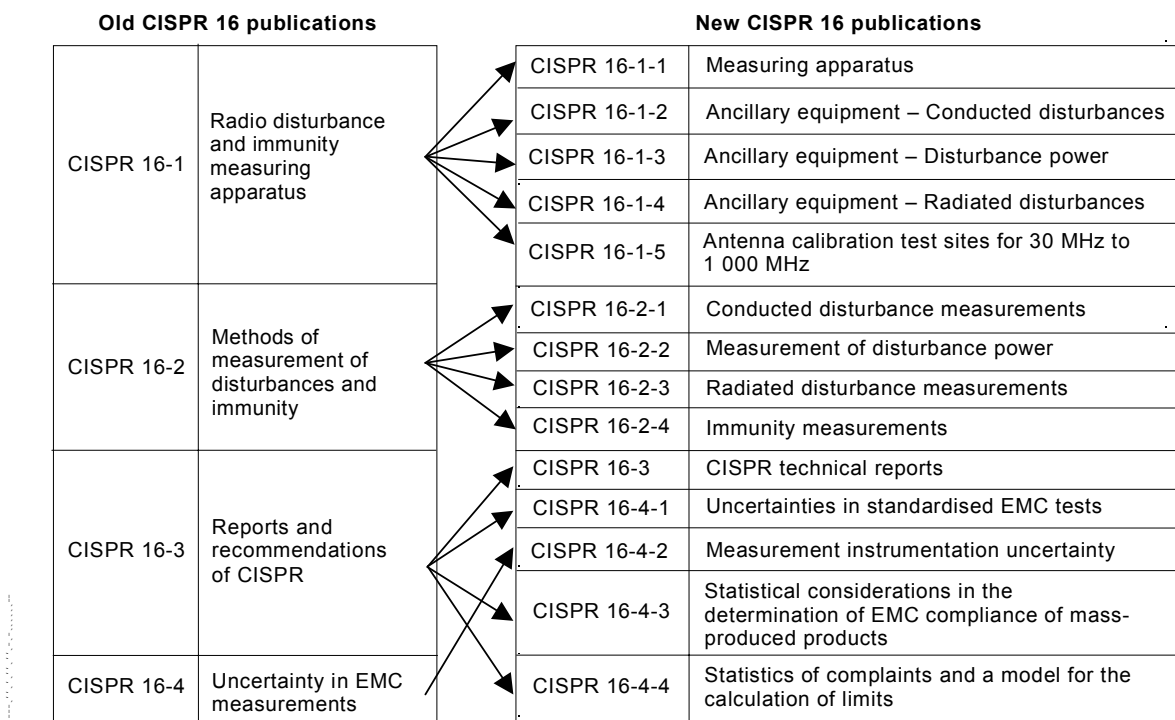 Old CISPR 16 publications
New CISPR 16 publications
CISPR 16-1
Radio disturbance
and immunity
measuring
apparatus
CISPR 16-2
Methods of
measurement of
disturbances and
immunity
CISPR 16-3
Reports and
recommendations
of CISPR
CISPR 16-4
Uncertainty in EMC
measurements
CISPR 16-1-1
Measuring apparatus
CISPR 16-1-2
Ancillary equipment – Conducted disturbances
CISPR 16-1-3
Ancillary equipment – Disturbance power
CISPR 16-1-4
Ancillary equipment – Radiated disturbances
CISPR 16-1-5
Antenna calibration test sites for 30 MHz to
1 000 MHz
CISPR 16-2-1
Conducted disturbance measurements
CISPR 16-2-2
Measurement of disturbance power
CISPR 16-2-3
Radiated disturbance measurements
CISPR 16-2-4
Immunity measurements
CISPR 16-3
CISPR technical reports
CISPR 16-4-1
Uncertainties in standardised EMC tests
CISPR 16-4-2
Measurement instrumentation uncertainty
CISPR 16-4-3
Statistical considerations in the
determination of EMC compliance of mass-
produced products
CISPR 16-4-4
Statistics of complaints and a model for the
calculation of limits